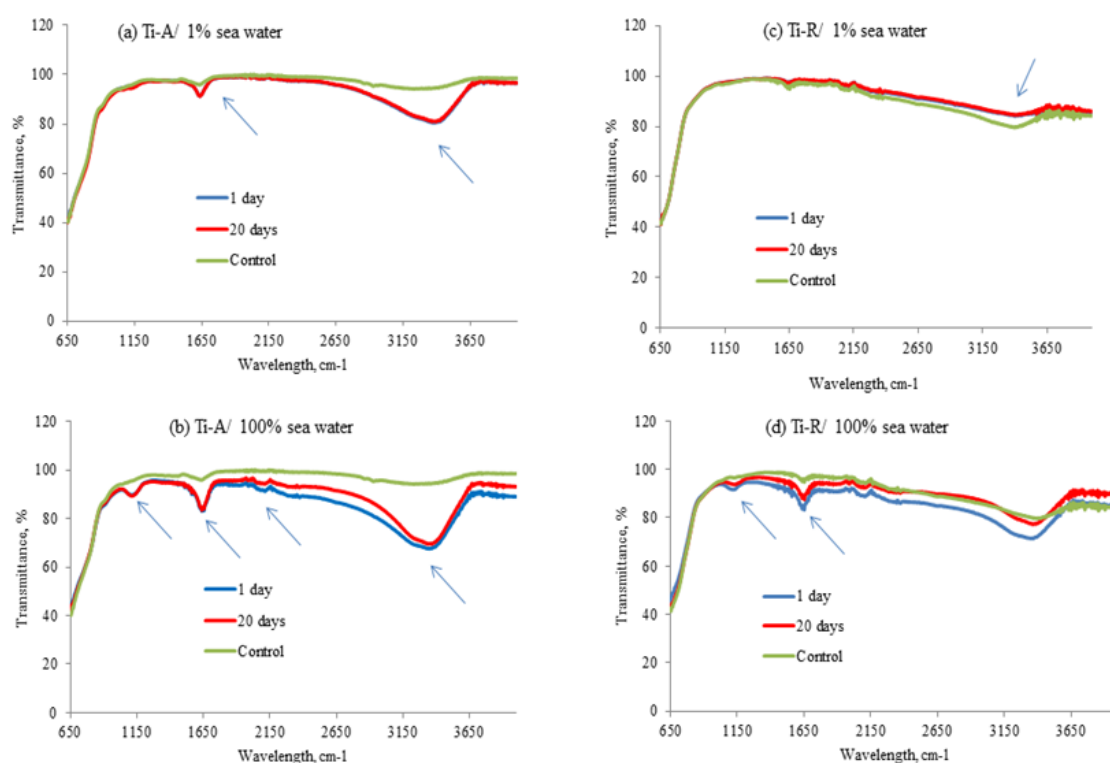 (a) Ti-A/ 1% sea water
120
100
80
60
40
20
0
Transmittance, %
1 day
20 days
Control
650 1150 1650 2150 2650 3150 3650
Wavelength, cm-1
(c) Ti-R/ 1% sea water
120
100
80
60
40
20
0
Transmittance, %
1 day
20 days
Control
650 1150 1650 2150 2650 3150 3650
Wavelength, cm-1
(b) Ti-A/ 100% sea water
120
100
80
60
40
20
0
Transmittance, %
1 day
20 days
Control
650 1150 1650 2150 2650 3150 3650
Wavelength, cm-1
(d) Ti-R/ 100% sea water
120
100
80
60
40
20
0
Transmittance, %
1 day
20 days
Control
650 1150 1650 2150 2650 3150 3650
Wavelength, cm-1